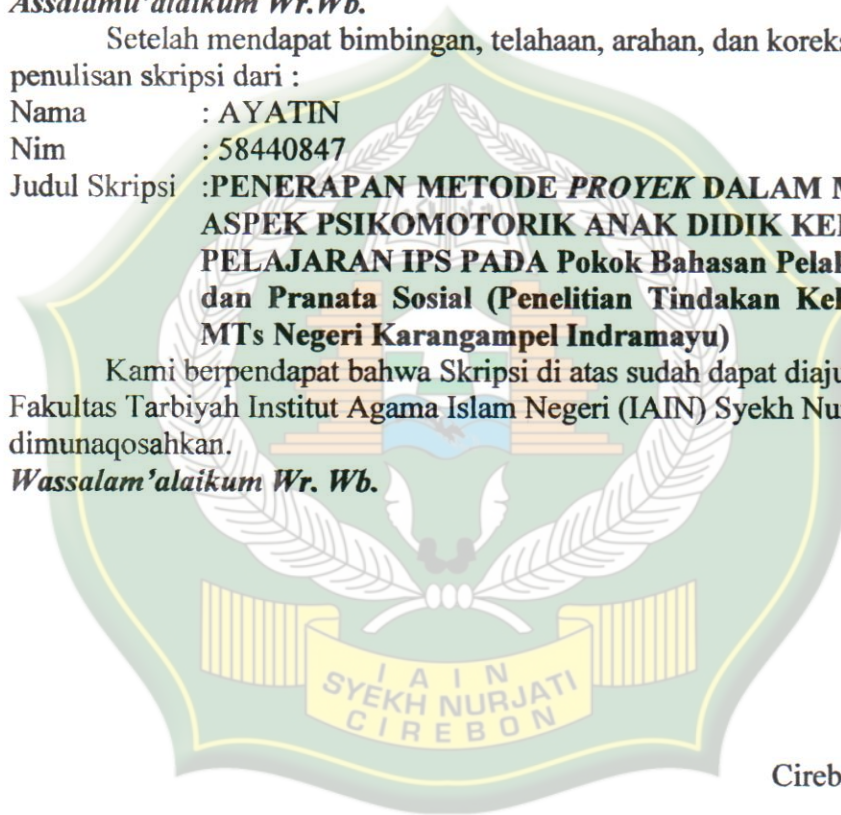 Assalamu'alaikum Wr.Wb.
Setelah mendapat bimbingan, telahaan, arahan, dan koreks
penulisan skripsi dari :
Nama : AYATIN
Nim : 58440847
Judul Skripsi :PENERAPAN METODE PROYEK DALAM M
ASPEK PSIKOMOTORIK ANAK DIDIK KE
PELAJARAN IPS PADA Pokok Bahasan Pelak
dan Pranata Sosial (Penelitian Tindakan Kel
MTs Negeri Karangampel Indramayu)
Kami berpendapat bahwa Skripsi di atas sudah dapat diaju
Fakultas Tarbiyah Institut Agama Islam Negeri (IAIN) Syekh Nu
dimunaqosahkan.
Wassalam'alaikum Wr. Wb.
IAIN
SYEKH NURJATI
CIREBON
Cireb